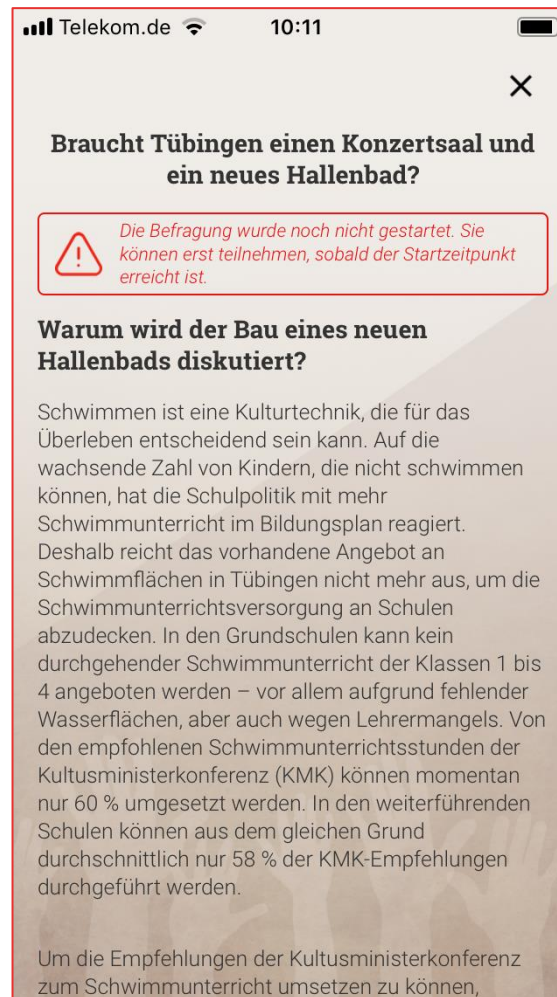 Telekom.de 10:11
Braucht Tübingen einen Konzertsaal und
ein neues Hallenbad?
Die Befragung wurde noch nicht gestartet. Sie
können erst teilnehmen, sobald der Startzeitpunkt
erreicht ist.
Warum wird der Bau eines neuen
Hallenbads diskutiert?
Schwimmen ist eine Kulturtechnik, die für das
Überleben entscheidend sein kann. Auf die
wachsende Zahl von Kindern, die nicht schwimmen
können, hat die Schulpolitik mit mehr
Schwimmunterricht im Bildungsplan reagiert.
Deshalb reicht das vorhandene Angebot an
Schwimmflächen in Tübingen nicht mehr aus, um die
Schwimmunterrichtsversorgung an Schulen
abzudecken. In den Grundschulen kann kein
durchgehender Schwimmunterricht der Klassen 1 bis
4 angeboten werden – vor allem aufgrund fehlender
Wasserflächen, aber auch wegen Lehrermangels. Von
den empfohlenen Schwimmunterrichtsstunden der
Kultusministerkonferenz (KMK) können momentan
nur 60 % umgesetzt werden. In den weiterführenden
Schulen können aus dem gleichen Grund
durchschnittlich nur 58 % der KMK-Empfehlungen
durchgeführt werden.
Um die Empfehlungen der Kultusministerkonferenz
zum Schwimmunterricht umsetzen zu können,